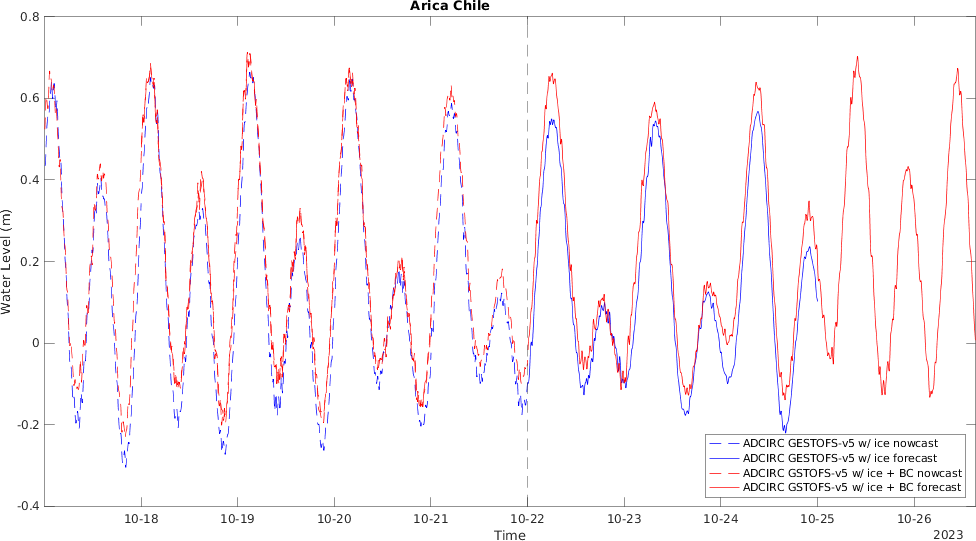 Arica Chile
Water Level (m)
0.8
0.6
0.4
0.2
0
-0.2
-0.4
10-18
10-19
10-20
10-21
10-22
10-23
10-24
10-25
10-26
Time
2023
ADCIRC GESTOFS-v5 w/ ice nowcast
ADCIRC GESTOFS-v5 w/ ice forecast
ADCIRC GSTOFS-v5 w/ ice + BC nowcast
ADCIRC GSTOFS-v5 w/ ice + BC forecast